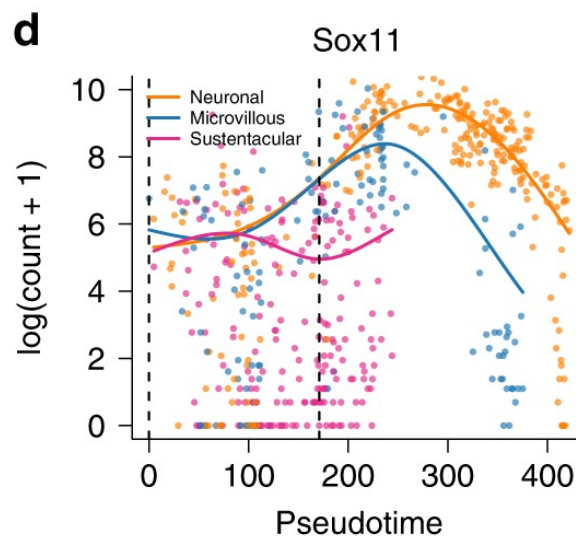 d
Sox11
10
8
6
4
2
0
log(count + 1)
Neuronal
Microvillous
Sustentacular
0 100 200 300 400
Pseudotime